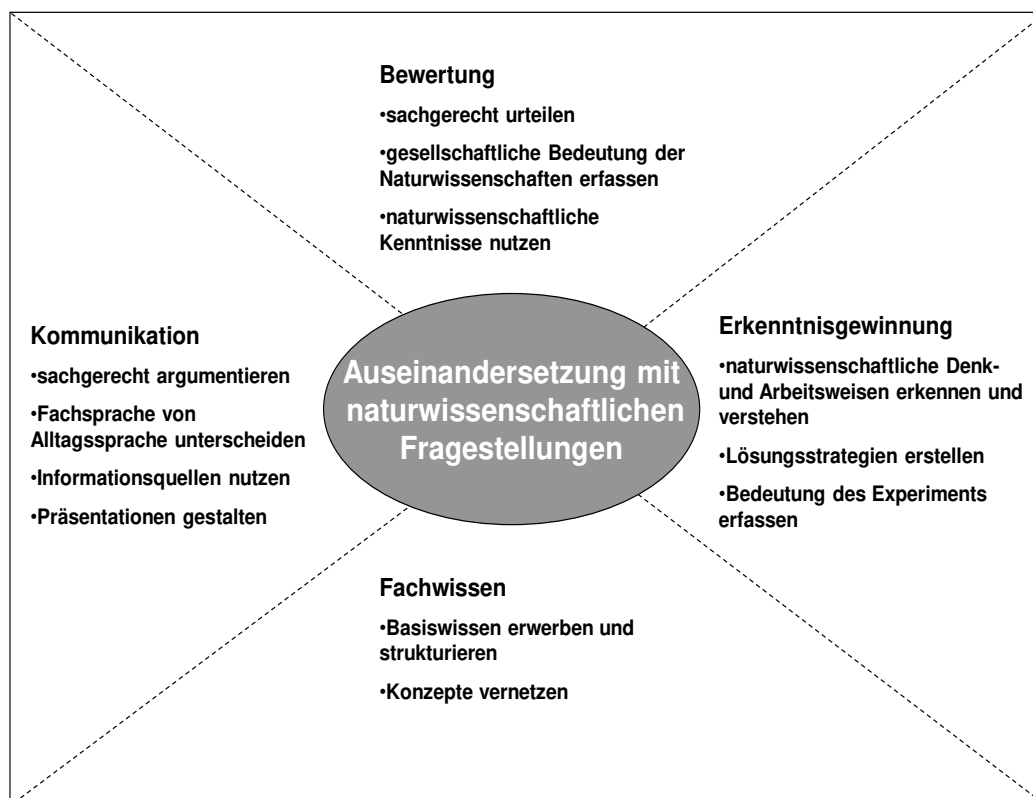 Bewertung
•sachgerecht urteilen
•gesellschaftliche Bedeutung der
Naturwissenschaften erfassen
•naturwissenschaftliche
Kenntnisse nutzen
Kommunikation
•sachgerecht argumentieren
•Fachsprache von
Alltagssprache unterscheiden
•Informationsquellen nutzen
•Präsentationen gestalten
Auseinandersetzung mit
naturwissenschaftlichen
Fragestellungen
Erkenntnisgewinnung
•naturwissenschaftliche Denk-
und Arbeitsweisen erkennen und
verstehen
•Lösungsstrategien erstellen
•Bedeutung des Experiments
erfassen
Fachwissen
•Basiswissen erwerben und
strukturieren
•Konzepte vernetzen